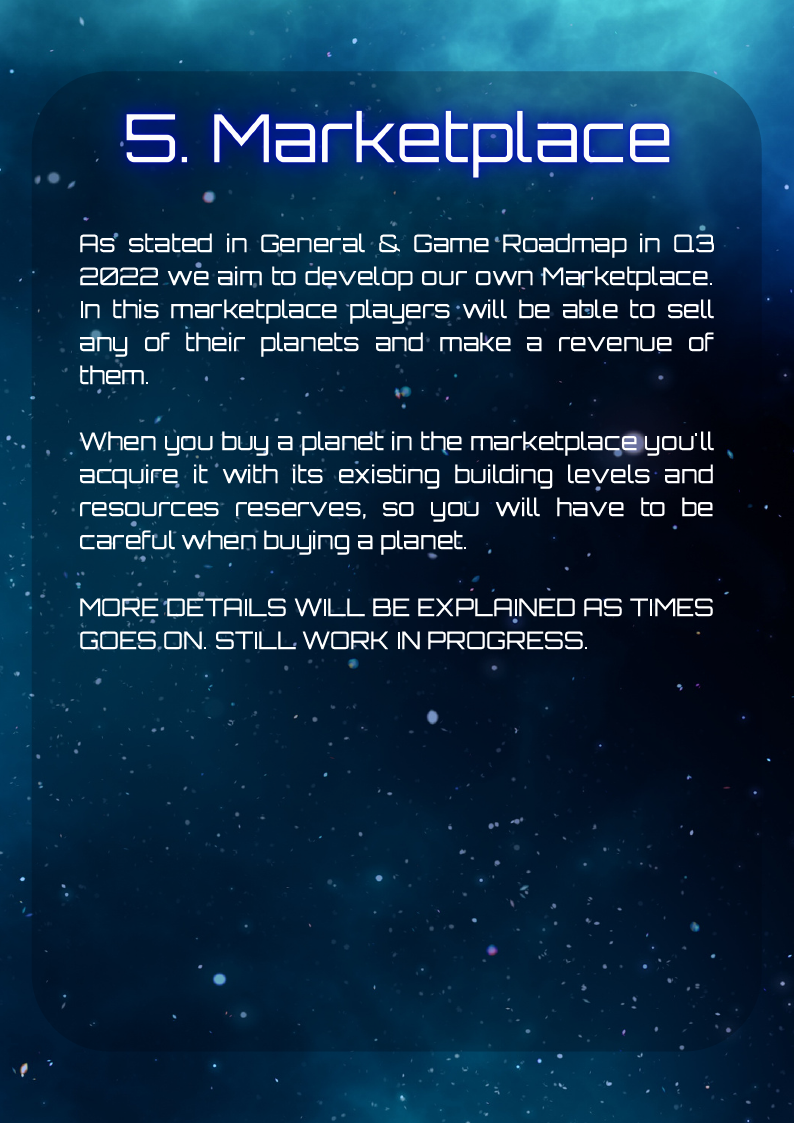 5. Marketplace
As stated in General & Game Roadmap in Q3
2022 we aim to develop our own Marketplace.
In this marketplace players will be able to sell
any of their planets and make a revenue of
them.
When you buy a planet in the marketplace you'll
acquire it with its existing building levels and
resources reserves, so you will have to be
careful when buying a planet.
MORE DETAILS WILL BE EXPLAINED AS TIMES
GOES ON. STILL WORK IN PROGRESS.